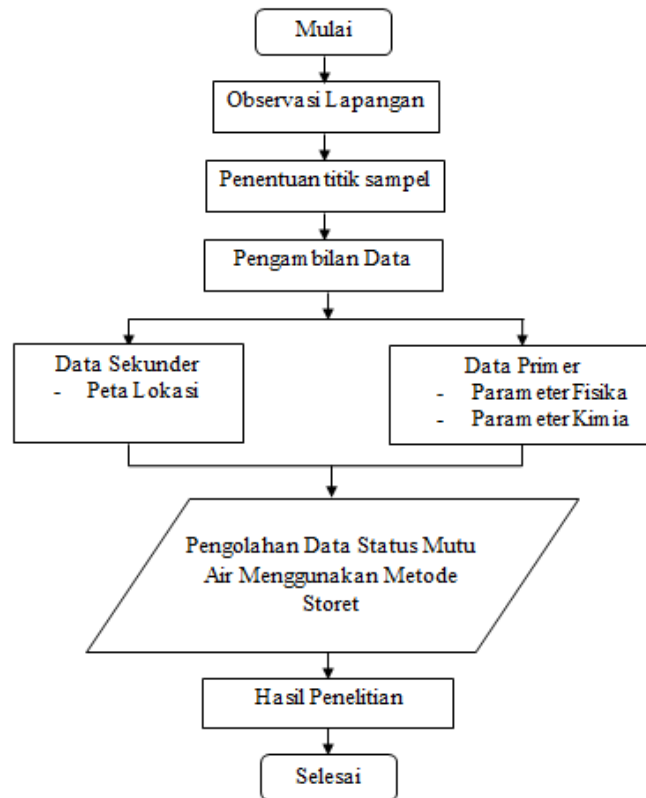 Mulai
Observasi Lapangan
Penentuan titik sampel
Pengambilan Data
Data Sekunder
- Peta Lokasi
Data Primer
- Parameter Fisika
- Parameter Kimia
Pengolahan Data Status Mutu
Air Menggunakan Metode
Storet
Hasil Penelitian
Selesai